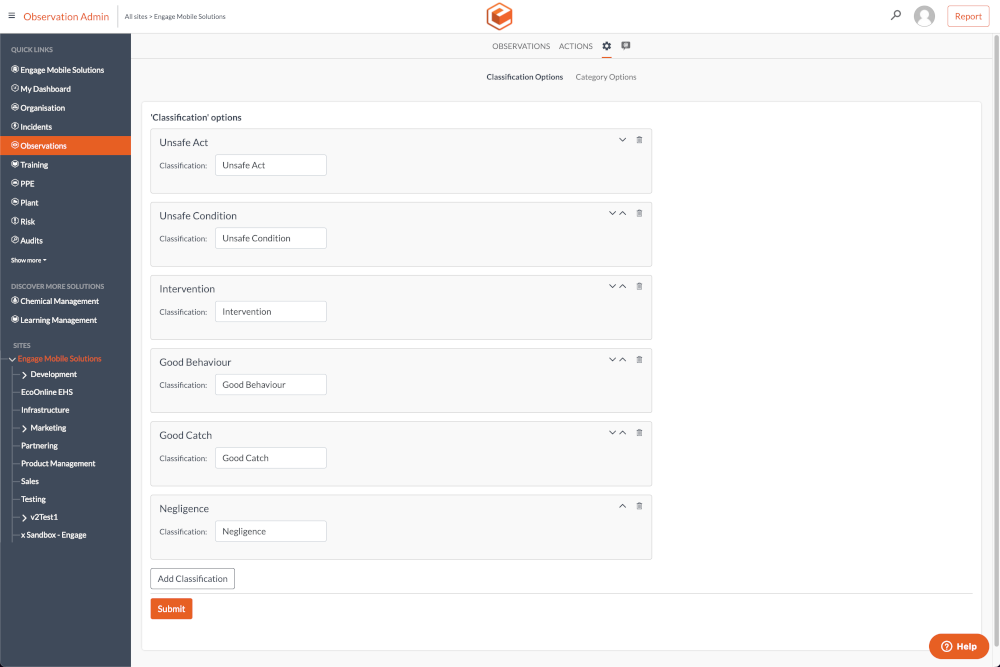 Observation Admin
All sites > Engage Mobile Solutions
Report
QUICK LINKS
Engage Mobile Solutions
My Dashboard
Organisation
Incidents
Observations
Training
PPE
Plant
Risk
Audits
Show more
DISCOVER MORE SOLUTIONS
Chemical Management
Learning Management
SITES
Engage Mobile Solutions
Development
EcoOnline EHS
Infrastructure
Marketing
Partnering
Product Management
Sales
Testing
v2Test1
x Sandbox - Engage
OBSERVATIONS ACTIONS
Classification Options Category Options
'Classification' options
Unsafe Act
Classification: Unsafe Act
Unsafe Condition
Classification: Unsafe Condition
Intervention
Classification: Intervention
Good Behaviour
Classification: Good Behaviour
Good Catch
Classification: Good Catch
Negligence
Classification: Negligence
Add Classification
Submit
Help